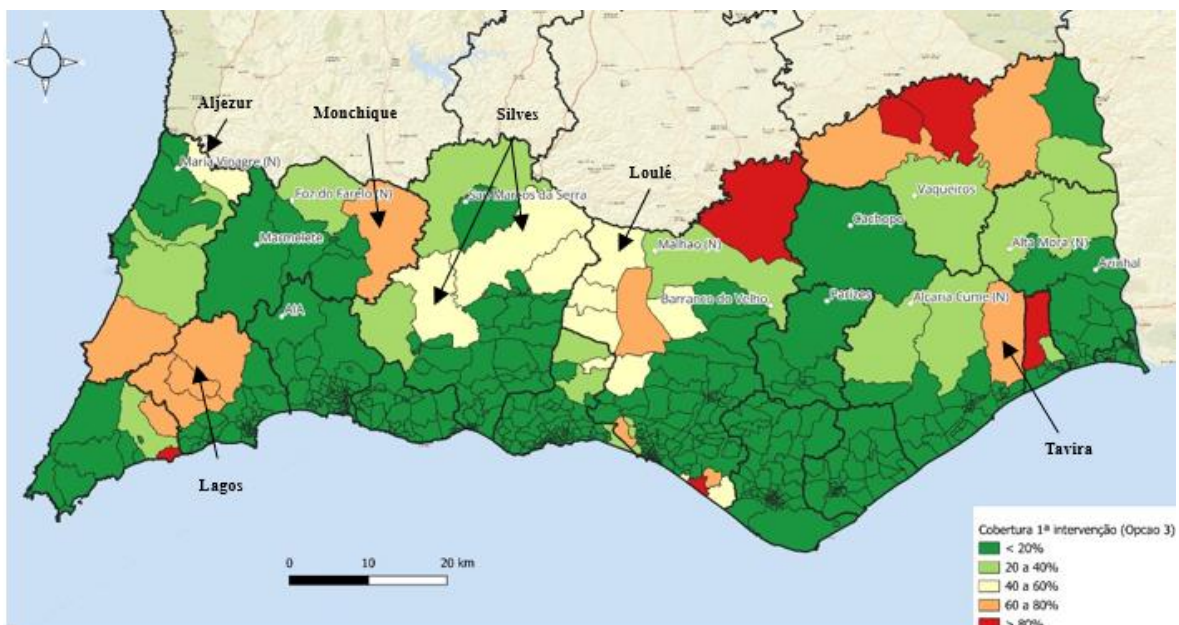 Aljezur
Monchique
Silves
Maria Vinagre (N)
Foz do Farelo (N)
São Marcos da Serra
Loulé
Vaqueiros
Marmelete
Cachopo
Malhão (N)
Alta Mora (N)
Azinhal
AIA
Barranco do Velho
Parizes
Alcaria Cume (N)
Tavira
Lagos
0 10 20 km
Cobertura 1ª intervenção (Opcao 3)
< 20%
20 a 40%
40 a 60%
60 a 80%
> 80%